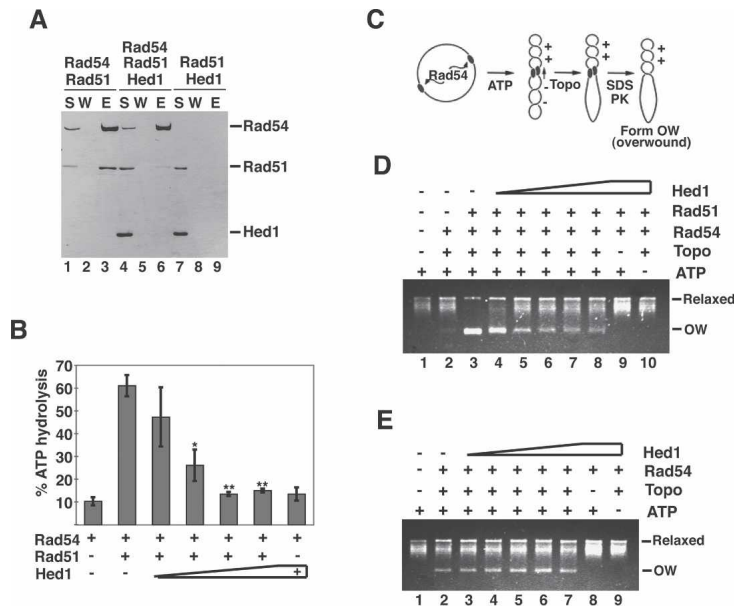 A
Rad54 Rad54 Rad51
Rad51 Rad51 Hed1
Hed1
S W E S W E S W E
Rad54
Rad51
Hed1
1 2 3 4 5 6 7 8 9
B
% ATP hydrolysis
70
60
50
40
30
20
10
* ** **
Rad54 + + + + + + +
Rad51 - + + + + + -
Hed1 - - +
C
Rad54
ATP
+
+
-
-
Topo
+
+
SDS
PK
+
+
Form OW
(overwound)
D
- - - Hed1
- - + + + + + + + + Rad51
- + + + + + + + + + Rad54
- + + + + + + + - + Topo
+ + + + + + + + + - ATP
Relaxed
OW
1 2 3 4 5 6 7 8 9 10
E
- - Hed1
- + + + + + + + + Rad54
- + + + + + + - + Topo
+ + + + + + + + - ATP
Relaxed
OW
1 2 3 4 5 6 7 8 9